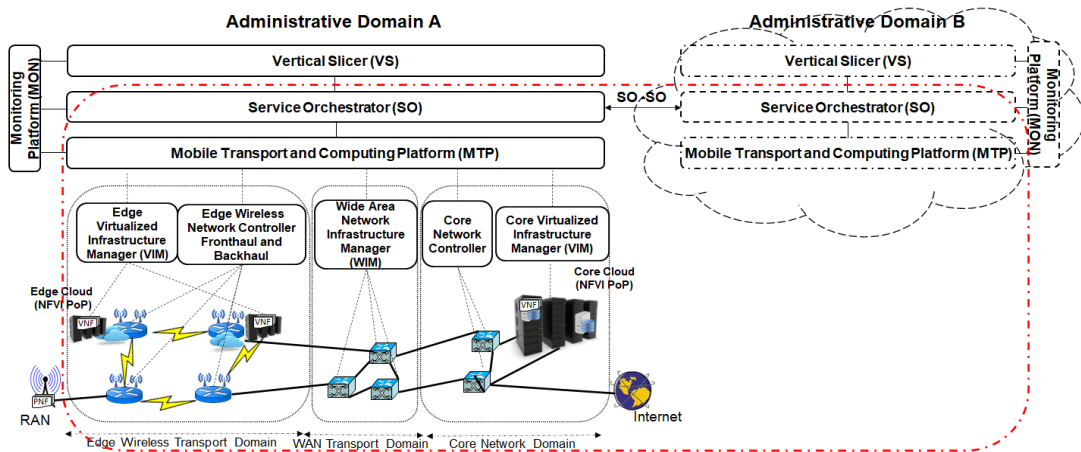 Administrative Domain A
Administrative Domain B
Monitoring
Platform (MON)
Vertical Slicer (VS)
Service Orchestrator (SO)
Mobile Transport and Computing Platform (MTP)
SO-SO
Vertical Slicer (VS)
Service Orchestrator (SO)
Mobile Transport and Computing Platform (MTP)
Monitoring
Platform (MON)
Edge
Virtualized
Infrastructure
Manager (VIM)
Edge Wireless
Network Controller
Fronthaul and
Backhaul
Wide Area
Network
Infrastructure
Manager
(WIM)
Core
Network
Controller
Core Virtualized
Infrastructure
Manager (VIM)
Edge Cloud
(NFVI PoP)
VNF
VNF
Core Cloud
(NFVI PoP)
VNF
PNF
RAN
Internet
Edge Wireless Transport Domain
WAN Transport Domain
Core Network Domain